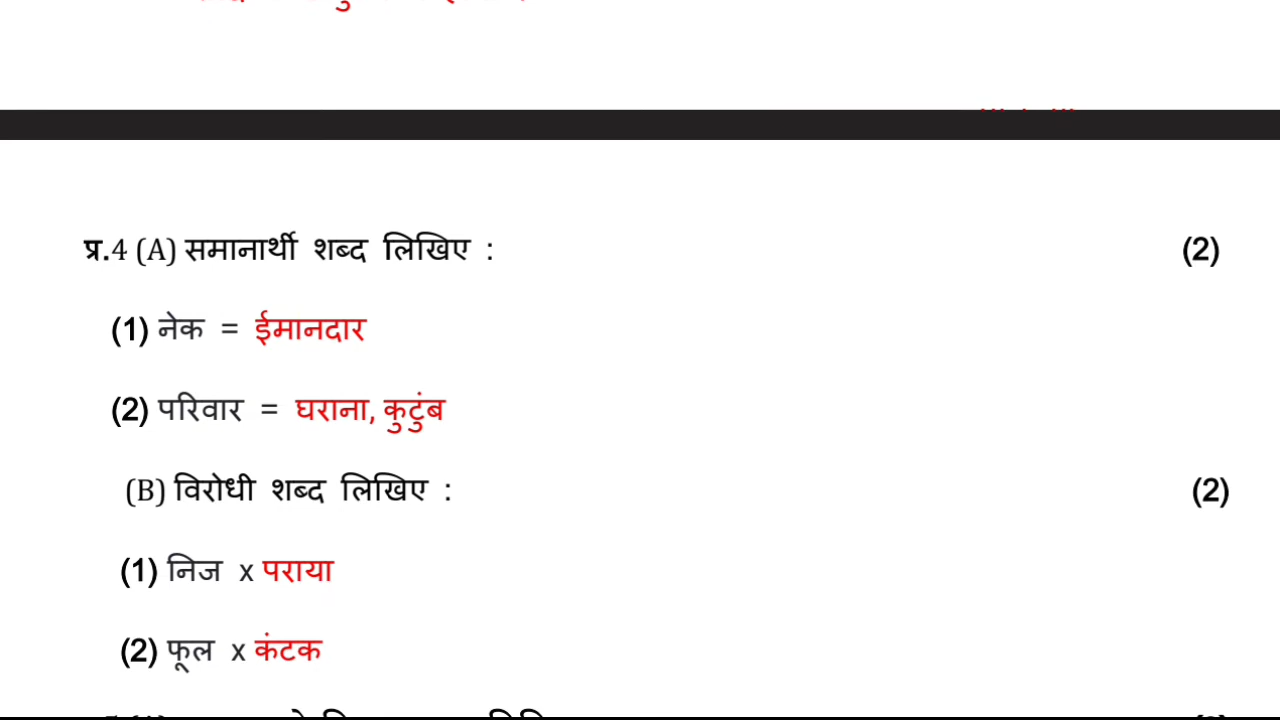 प्र.4 (A) समानार्थी शब्द लिखिए : (2)
(1) नेक = ईमानदार
(2) परिवार = घराना, कुटुंब
(B) विरोधी शब्द लिखिए : (2)
(1) निज x पराया
(2) फूल x कंटक